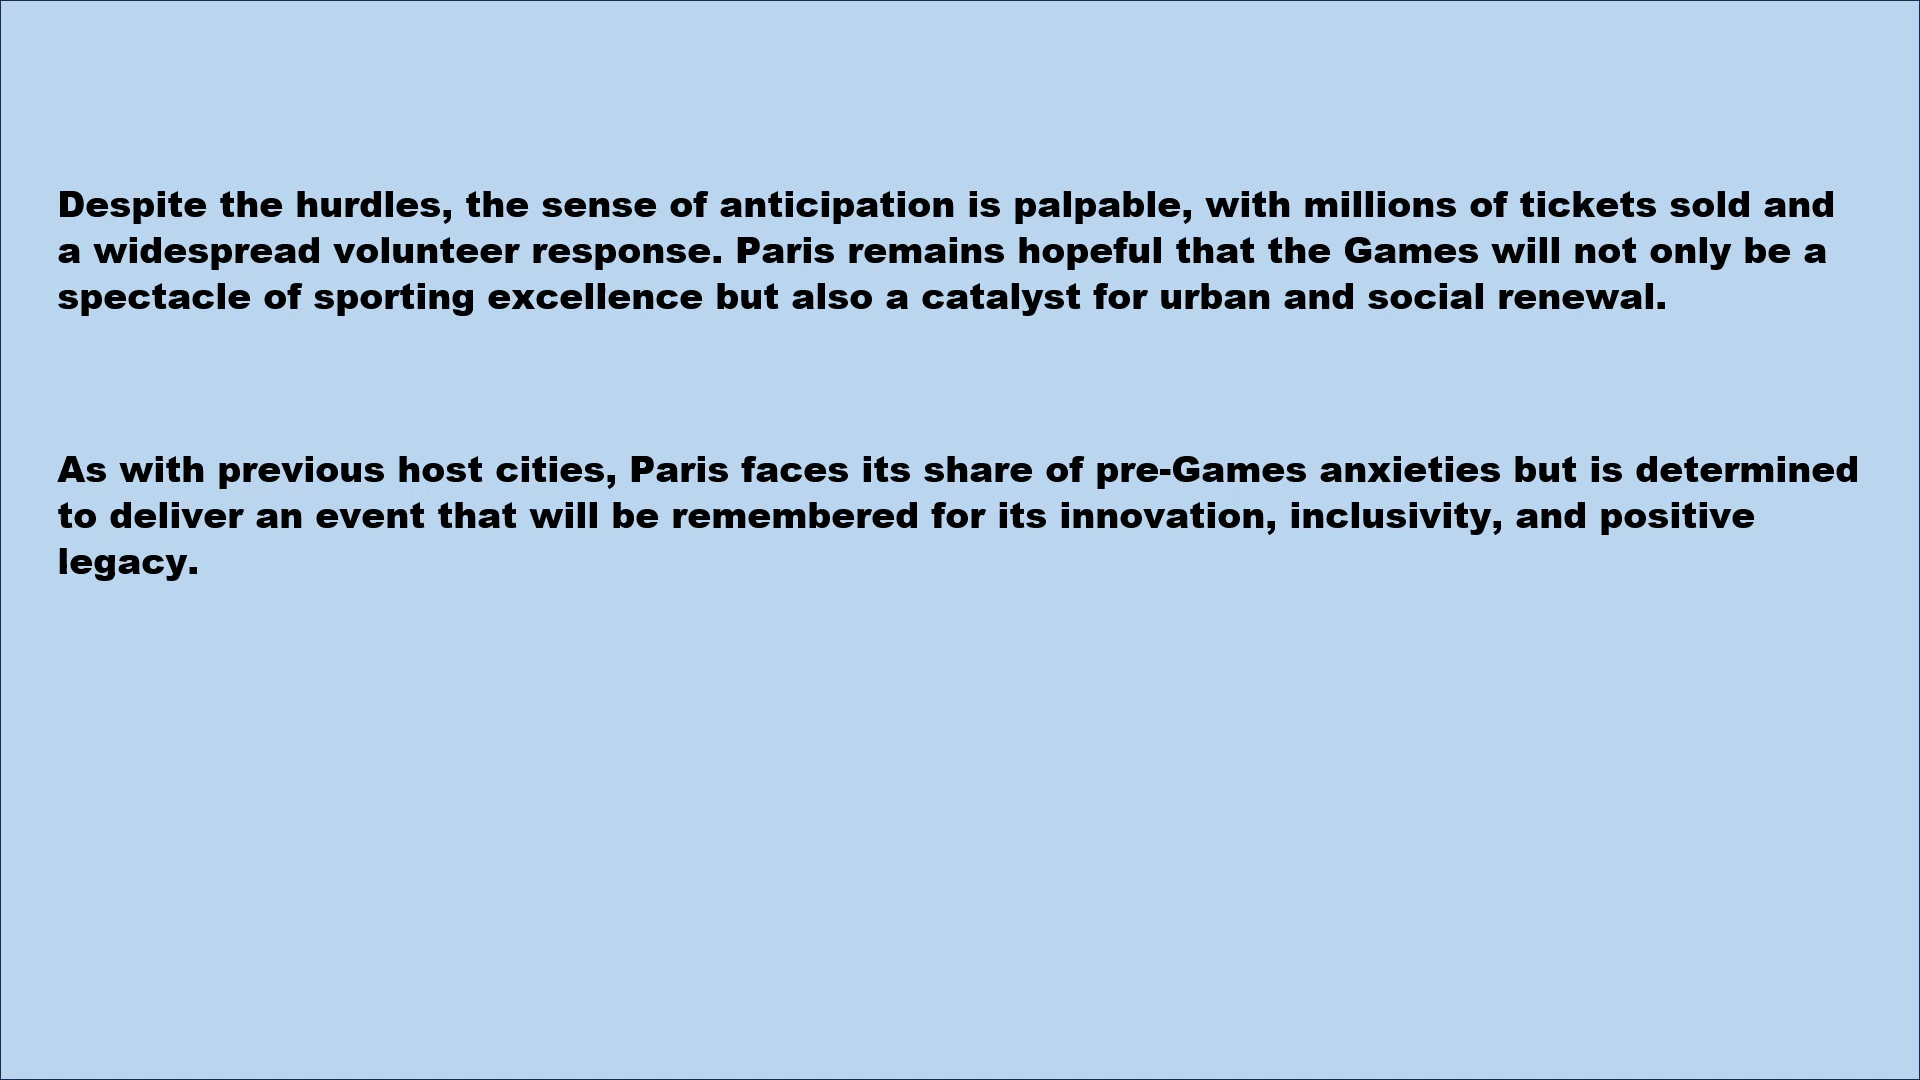 Despite the hurdles, the sense of anticipation is palpable, with millions of tickets sold and
a widespread volunteer response. Paris remains hopeful that the Games will not only be a
spectacle of sporting excellence but also a catalyst for urban and social renewal.
As with previous host cities, Paris faces its share of pre-Games anxieties but is determined
to deliver an event that will be remembered for its innovation, inclusivity, and positive
legacy.